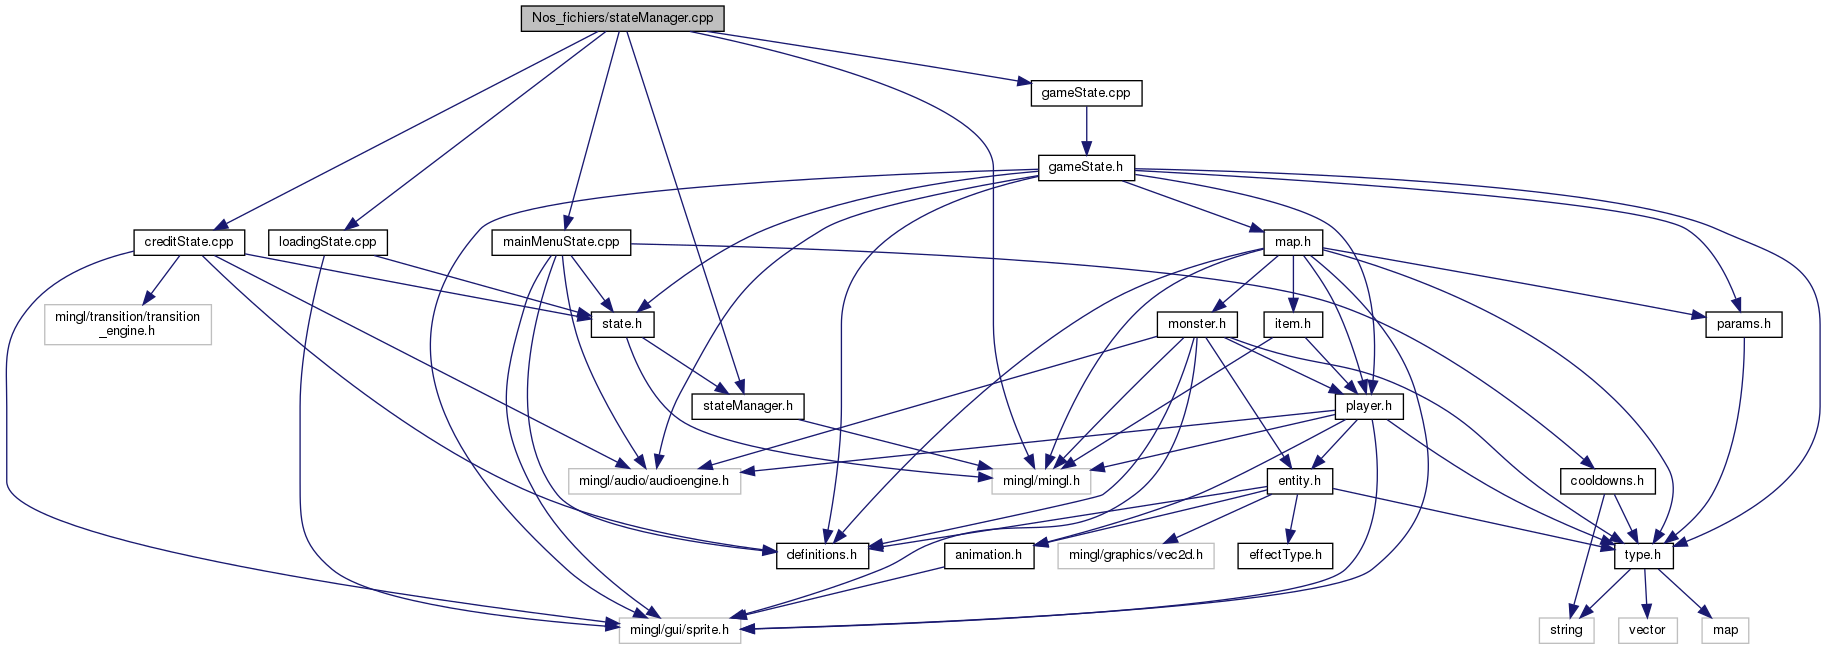 Nos_fichiers/stateManager.cpp
gameState.cpp
gameState.h
creditState.cpp
loadingState.cpp
mainMenuState.cpp
map.h
mingl/transition/transition
_engine.h
state.h
monster.h
item.h
params.h
stateManager.h
player.h
mingl/audio/audioengine.h
mingl/mingl.h
entity.h
cooldowns.h
definitions.h
animation.h
mingl/graphics/vec2d.h
effectType.h
type.h
mingl/gui/sprite.h
string
vector
map